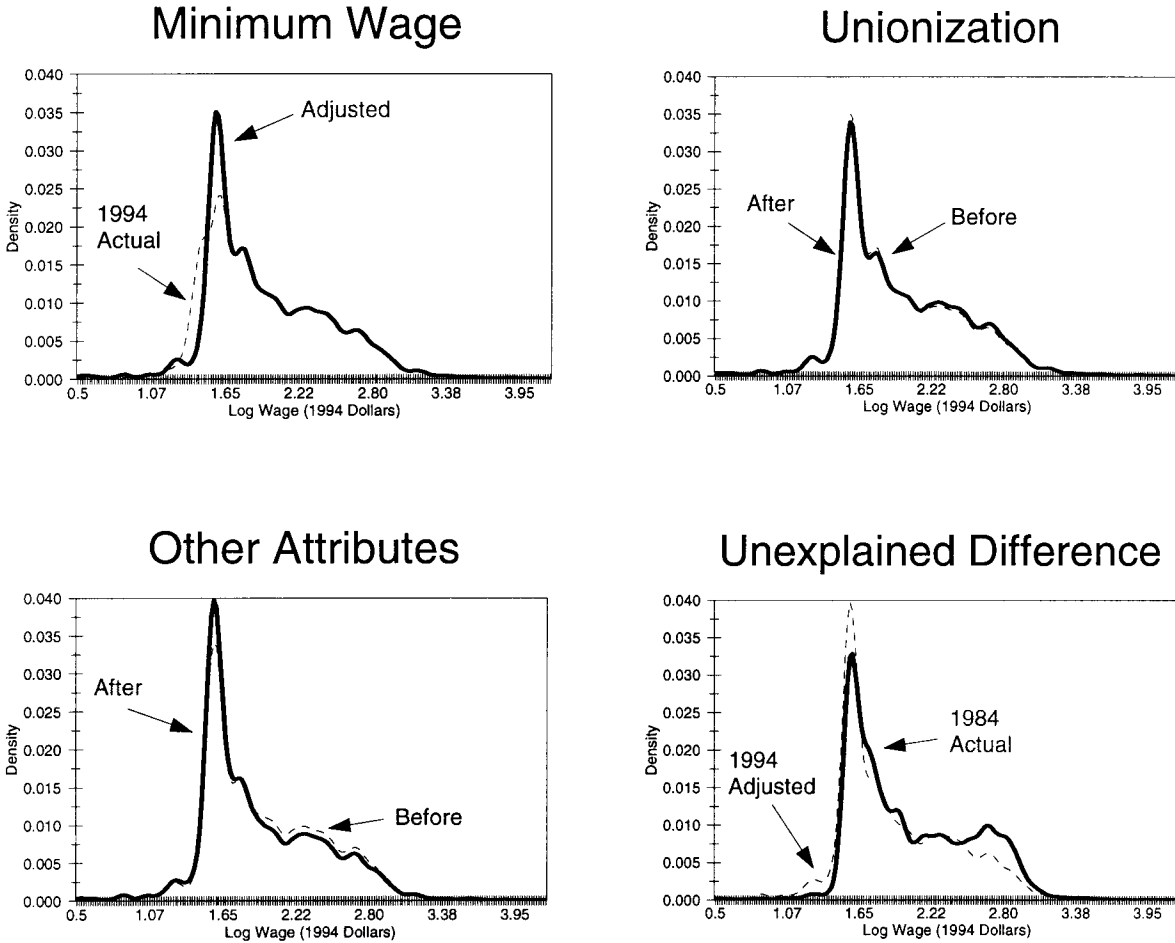 Minimum Wage
0.040
0.035
0.030
0.025
0.020
0.015
0.010
0.005
0.000
Density
Adjusted
1994
Actual
0.5 1.07 1.65 2.22 2.80 3.38 3.95
Log Wage (1994 Dollars)
Unionization
0.040
0.035
0.030
0.025
0.020
0.015
0.010
0.005
0.000
Density
After
Before
0.5 1.07 1.65 2.22 2.80 3.38 3.95
Log Wage (1994 Dollars)
Other Attributes
0.040
0.035
0.030
0.025
0.020
0.015
0.010
0.005
0.000
Density
After
Before
0.5 1.07 1.65 2.22 2.80 3.38 3.95
Log Wage (1994 Dollars)
Unexplained Difference
0.040
0.035
0.030
0.025
0.020
0.015
0.010
0.005
0.000
Density
1984
Actual
1994
Adjusted
0.5 1.07 1.65 2.22 2.80 3.38 3.95
Log Wage (1994 Dollars)